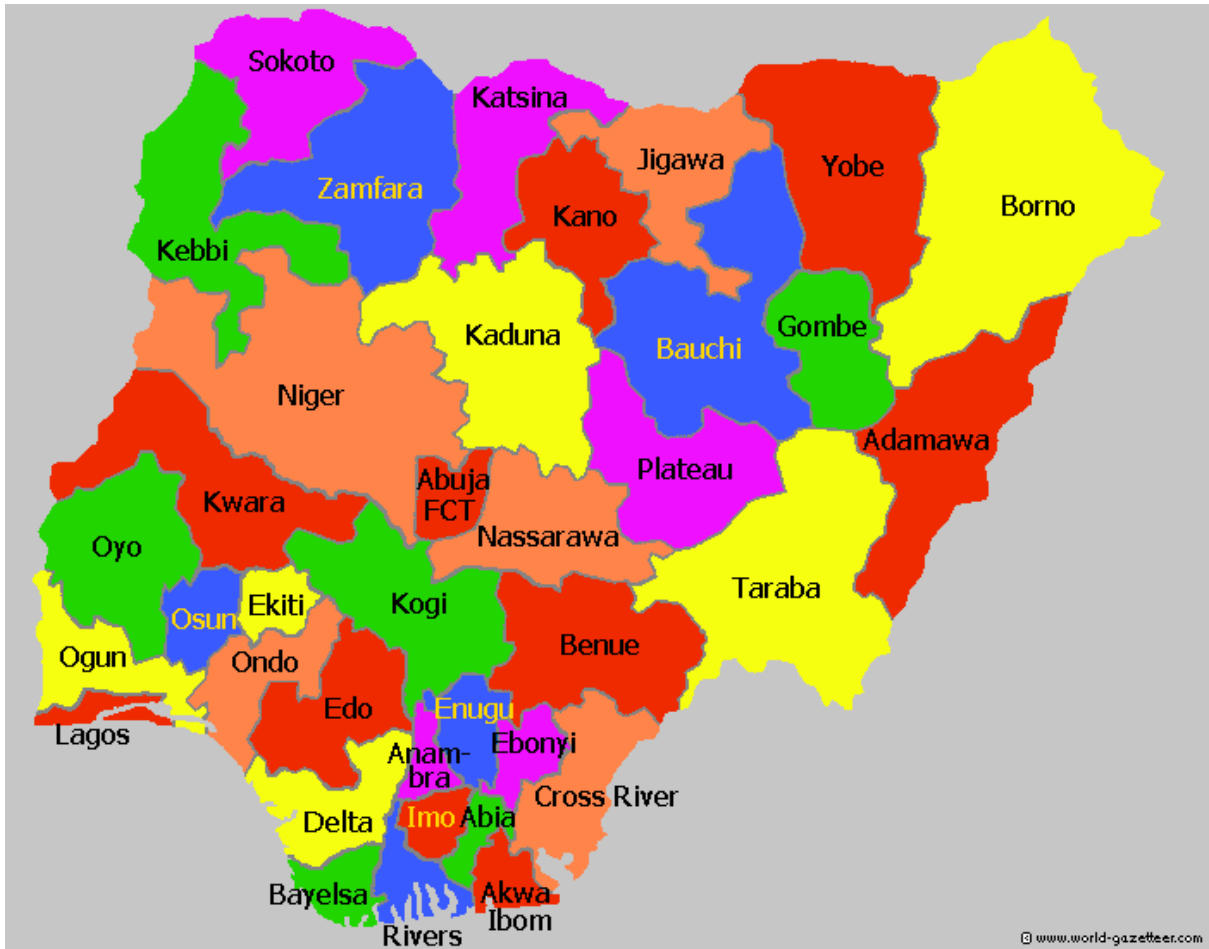 Sokoto
Katsina
Jigawa
Yobe
Zamfara
Kano
Borno
Kebbi
Gombe
Kaduna
Bauchi
Niger
Adamawa
Plateau
Abuja
FCT
Kwara
Nassarawa
Oyo
Taraba
Kogi
Ekiti
Osun
Benue
Ogun
Ondo
Edo
Enugu
Lagos
Anam-
bra
Ebonyi
Cross River
Delta
Imo
Abia
Bayelsa
Akwa
Ibom
Rivers
© www.world-gazetteer.com